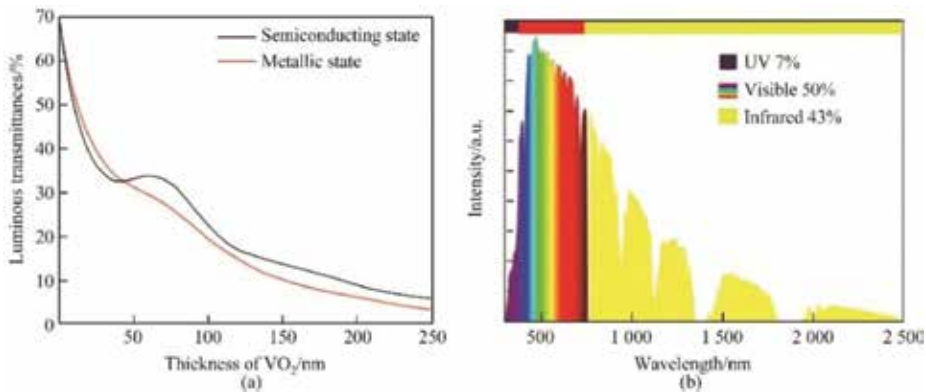 70
60
50
40
30
20
10
0
Luminous transmittances/%
Semiconducting state
Metallic state
50
100
150
200
250
Thickness of VO2/nm
(a)
Intensity/a.u.
UV 7%
Visible 50%
Infrared 43%
500
1 000
1 500
2 000
2 500
Wavelength/nm
(b)